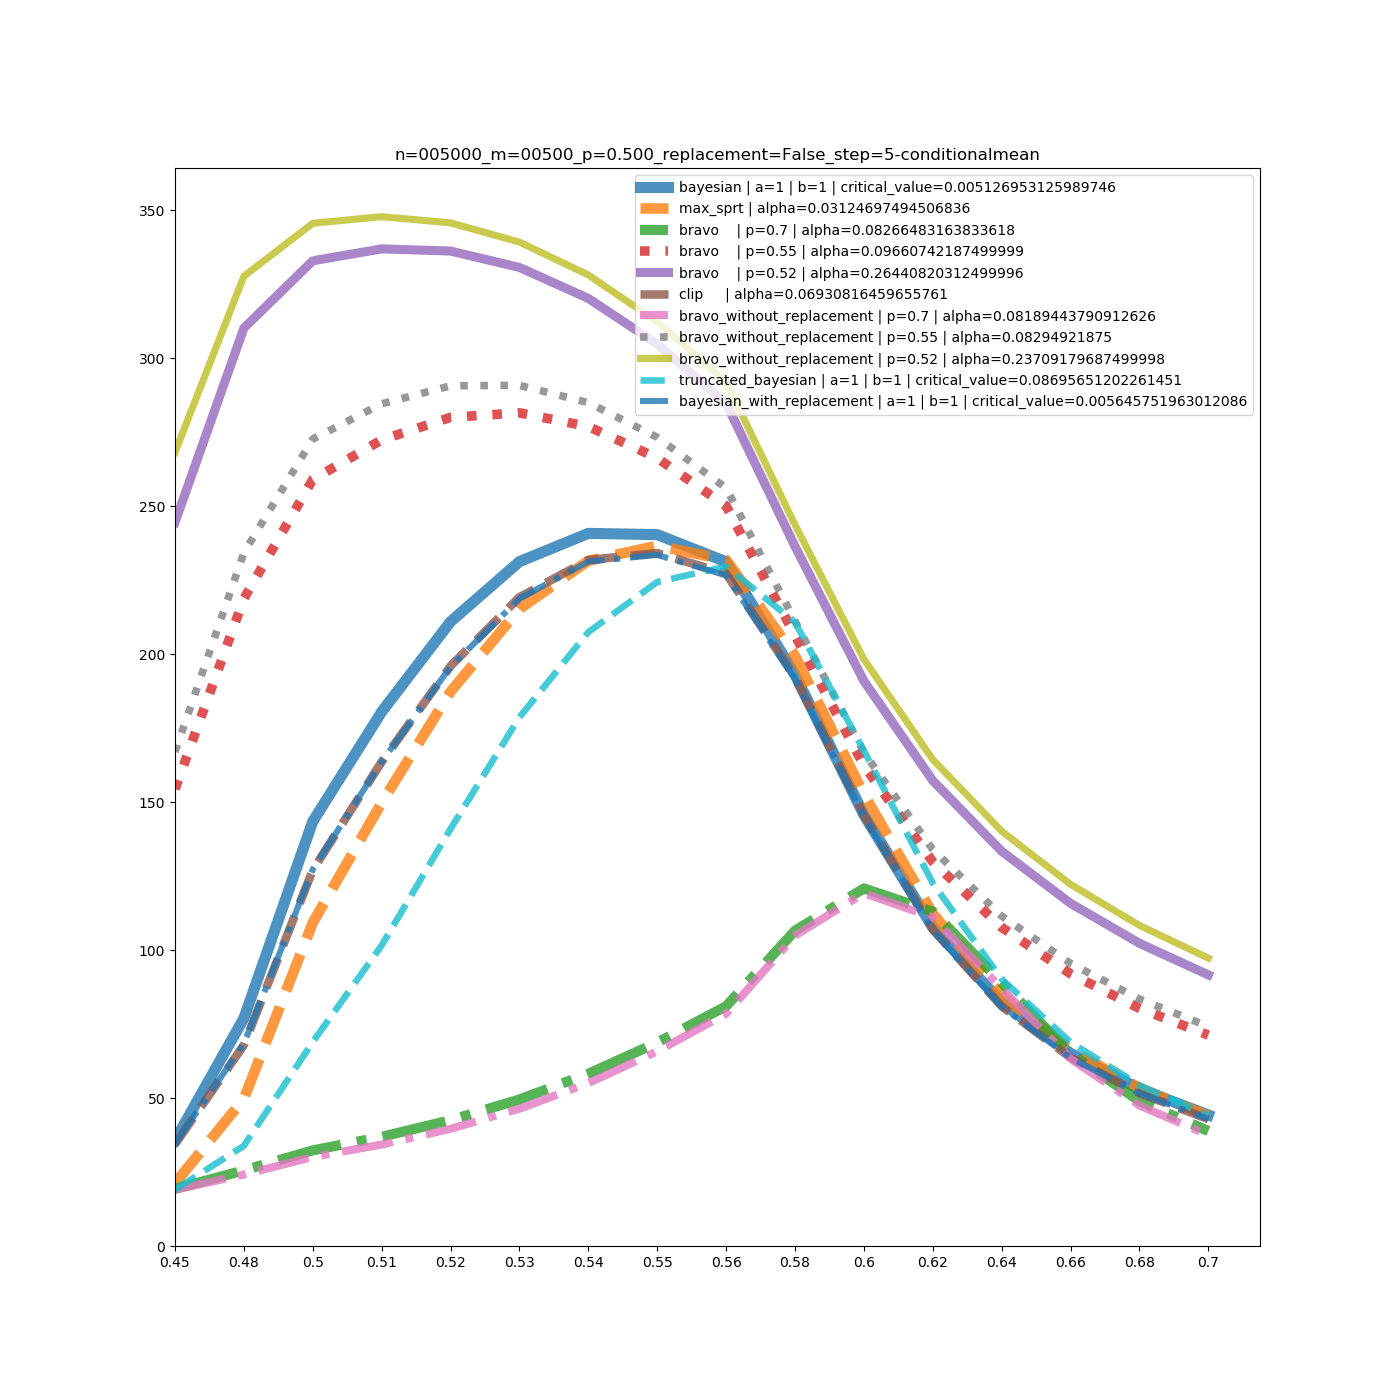 n=005000_m=00500_p=0.500_replacement=False_step=5-conditionalmean
bayesian | a=1 | b=1 | critical_value=0.005126953125989746
max_sprt | alpha=0.03124697494506836
bravo | p=0.7 | alpha=0.08266483163833618
bravo | p=0.55 | alpha=0.09660742187499999
bravo | p=0.52 | alpha=0.26440820312499996
clip | alpha=0.06930816459655761
bravo_without_replacement | p=0.7 | alpha=0.08189443790912626
bravo_without_replacement | p=0.55 | alpha=0.08294921875
bravo_without_replacement | p=0.52 | alpha=0.23709179687499998
truncated_bayesian | a=1 | b=1 | critical_value=0.08695651202261451
bayesian_with_replacement | a=1 | b=1 | critical_value=0.005645751963012086
350
300
250
200
150
100
50
0
0.45 0.48 0.5 0.51 0.52 0.53 0.54 0.55 0.56 0.58 0.6 0.62 0.64 0.66 0.68 0.7